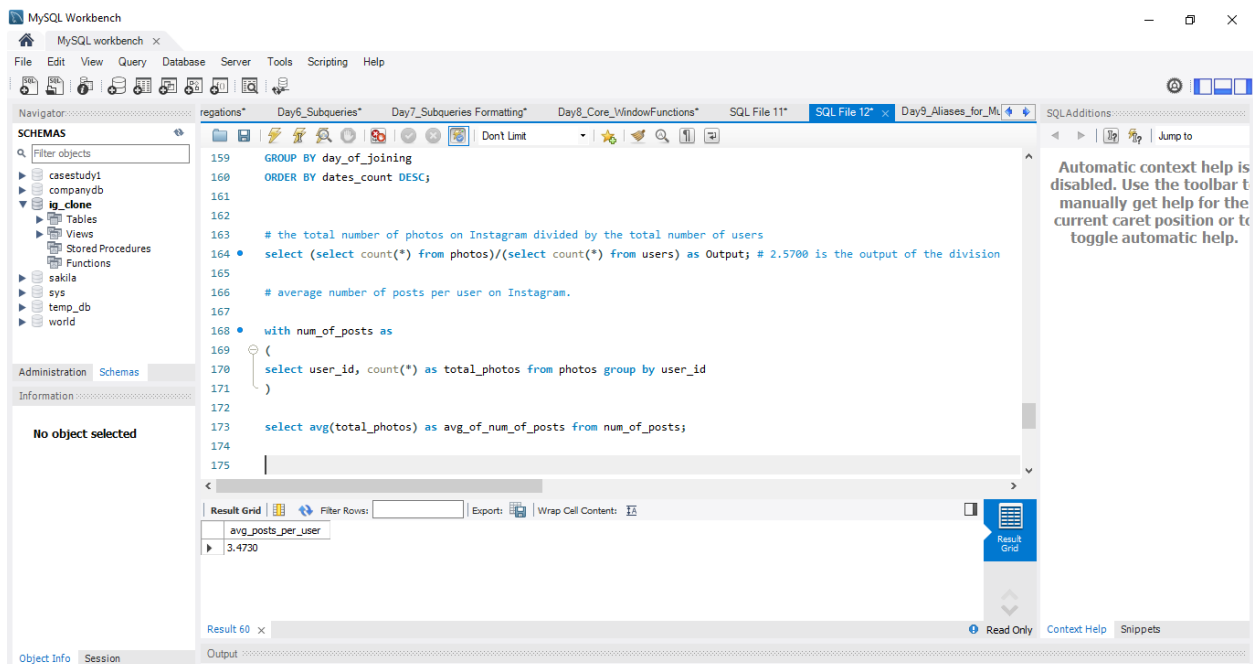 MySQL Workbench
MySQL workbench
File Edit View Query Database Server Tools Scripting Help
Navigator
SCHEMAS
Filter objects
casestudy1
companydb
ig_clone
Tables
Views
Stored Procedures
Functions
sakila
sys
temp_db
world
Administration Schemas
Information
No object selected
Object Info Session
regations* Day6_Subqueries* Day7_Subqueries Formatting* Day8_Core_WindowFunctions* SQL File 11* SQL File 12* Day9_Aliases_for_Mu
Don't Limit
159 GROUP BY day_of_joining
160 ORDER BY dates_count DESC;
161
162
163 # the total number of photos on Instagram divided by the total number of users
164 select (select count(*) from photos)/(select count(*) from users) as Output; # 2.5700 is the output of the division
165
166 # average number of posts per user on Instagram.
167
168 with num_of_posts as
169 (
170 select user_id, count(*) as total_photos from photos group by user_id
171 )
172
173 select avg(total_photos) as avg_of_num_of_posts from num_of_posts;
174
175
Result Grid Filter Rows: Export: Wrap Cell Content:
avg_posts_per_user
3.4730
Result Grid
Result 60
Read Only
Output
SQLAdditions
Jump to
Automatic context help is
disabled. Use the toolbar t
manually get help for the
current caret position or to
toggle automatic help.
Context Help Snippets